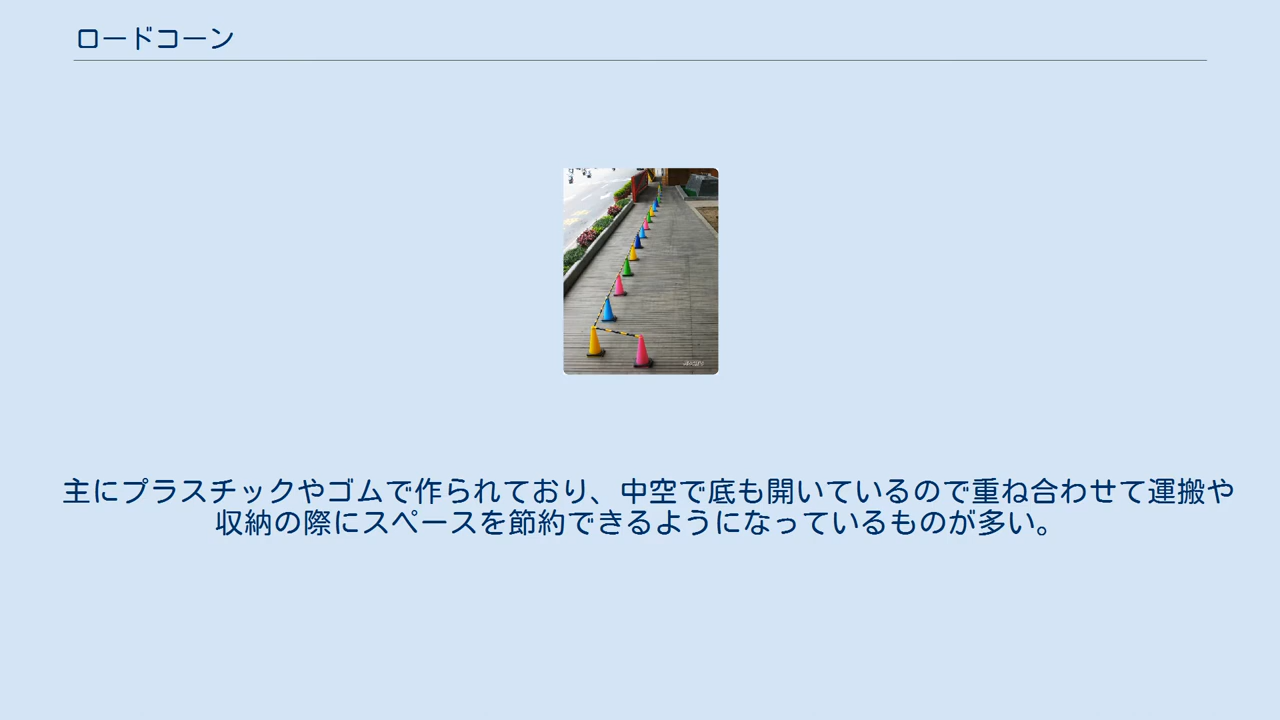 ロードコーン
主にプラスチックやゴムで作られており、中空で底も開いているので重ね合わせて運搬や
収納の際にスペースを節約できるようになっているものが多い。